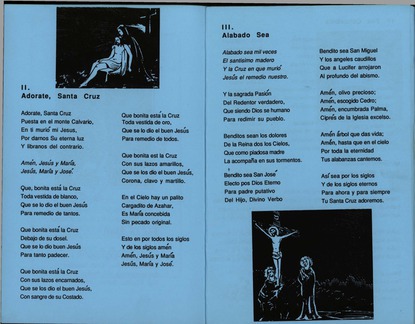 II.
Adorate, Santa Cruz
Adorate, Santa Cruz
Puesta en el monte Calvario,
En ti murió mi Jesus,
Por darnos Su eterna luz
Y libranos del contrario.
Amén, Jesús y María,
Jesús, María y José.
Que, bonita está la Cruz
Toda vestida de blanco,
Que se lo dio el buen Jesús
Para remedio de tantos.
Que bonita está la Cruz
Debajo de su dosel.
Que se lo dio buen Jesús
Para tanto padecer.
Que bonita está la Cruz
Con sus lazos encarnados,
Que se los dio el buen Jesús,
Con sangre de su Costado.
Que bonita está la Cruz
Toda vestida de oro,
Que se lo dio el buen Jesús
Para remedio de todos.
Que bonita est la Cruz
Con sus lazos amarillos,
Que se los dio el buen Jesús,
Corona, clavo y martillo.
En el Cielo hay un palito
Cargadito de Azahar,
Es María concebida
Sin pecado original.
Esto en por todos los siglos
Y de los siglos amén
Amén, Jesús y María
Jesús, María y José.
III.
Alabado Sea
Alabado sea mil veces
El santísimo madero
Y la Cruz en que murió
Jesús el remedio nuestro.
Y la sagrada Pasión
Del Redentor verdadero,
Que siendo Dios se humano
Para redimir su pueblo.
Benditos sean los dolores
De la Reina dos los Cielos,
Que como piadosa madre
La acompaña en sus tormentos.
Bendito sea San José
Electo pos Dios Eterno
Para padre putativo
Del Hijo, Divino Verbo
Bendito sea San Miguel
Y los angeles caudillos
Que a Lucifer arrojaron
Al profundo del abismo.
Amén, olivo precioso;
Amén, escogido Cedro;
Amén, encumbrada Palma,
Ciprés de la Iglesia excelso.
Amén árbol que das vida;
Amén, hasta que en el cielo
Por toda la eternidad
Tus alabanzas cantemos.
Así sea por los siglos
Y de los siglos eternos
Para ahora y para siempre
Tu Santa Cruz adoremos.